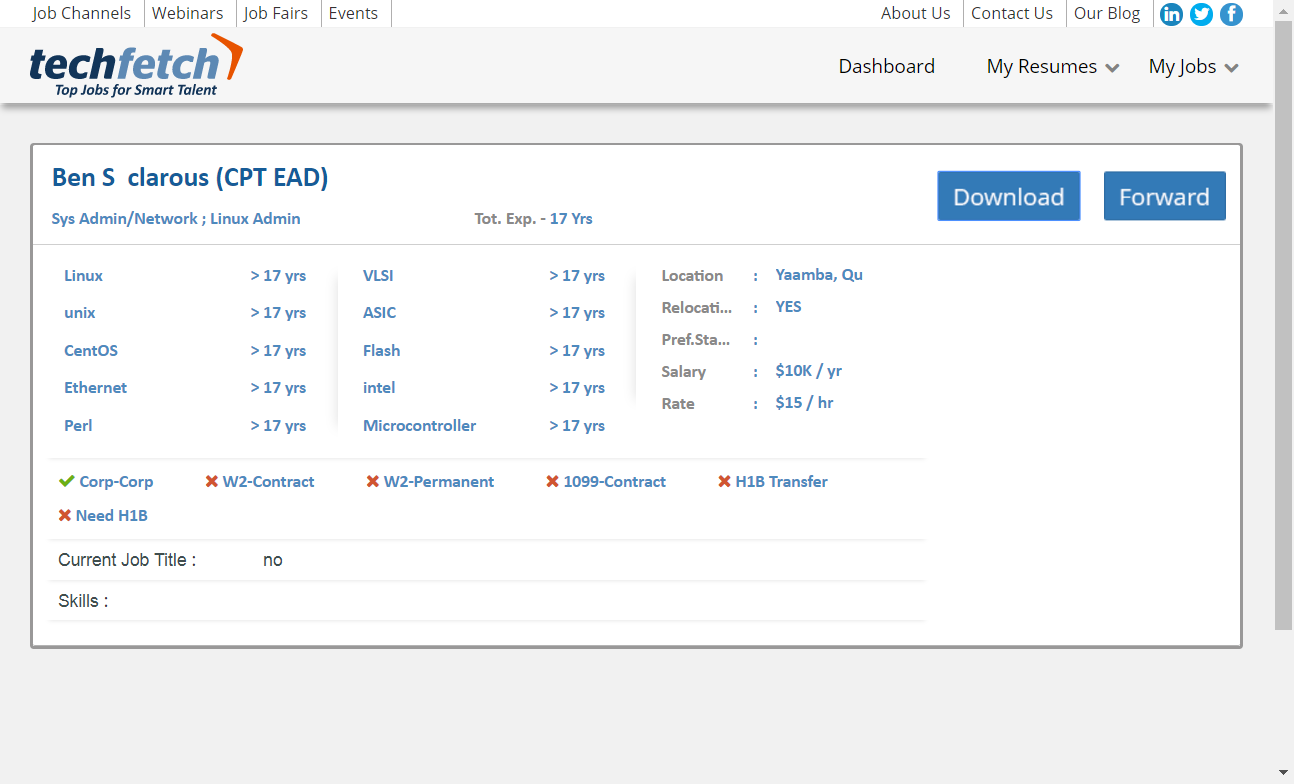 Job Channels Webinars Job Fairs Events About Us Contact Us Our Blog in f
techfetch
Top Jobs for Smart Talent
Dashboard My Resumes My Jobs
Ben S clarous (CPT EAD)
Sys Admin/Network ; Linux Admin Tot. Exp. - 17 Yrs
Download Forward
Linux > 17 yrs VLSI > 17 yrs Location : Yaamba, Qu
unix > 17 yrs ASIC > 17 yrs Relocati... : YES
CentOS > 17 yrs Flash > 17 yrs Pref.Sta... :
Ethernet > 17 yrs intel > 17 yrs Salary : $10K / yr
Perl > 17 yrs Microcontroller > 17 yrs Rate : $15 / hr
Corp-Corp W2-Contract W2-Permanent 1099-Contract H1B Transfer
Need H1B
Current Job Title : no
Skills :